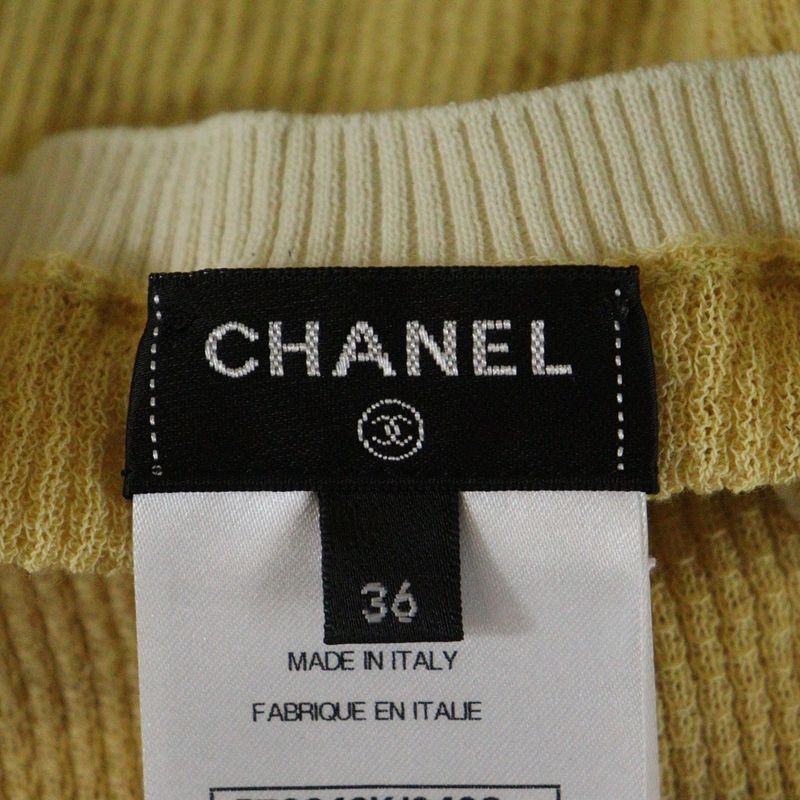 CHANEL
36
MADE IN ITALY
FABRIQUE EN ITALIE